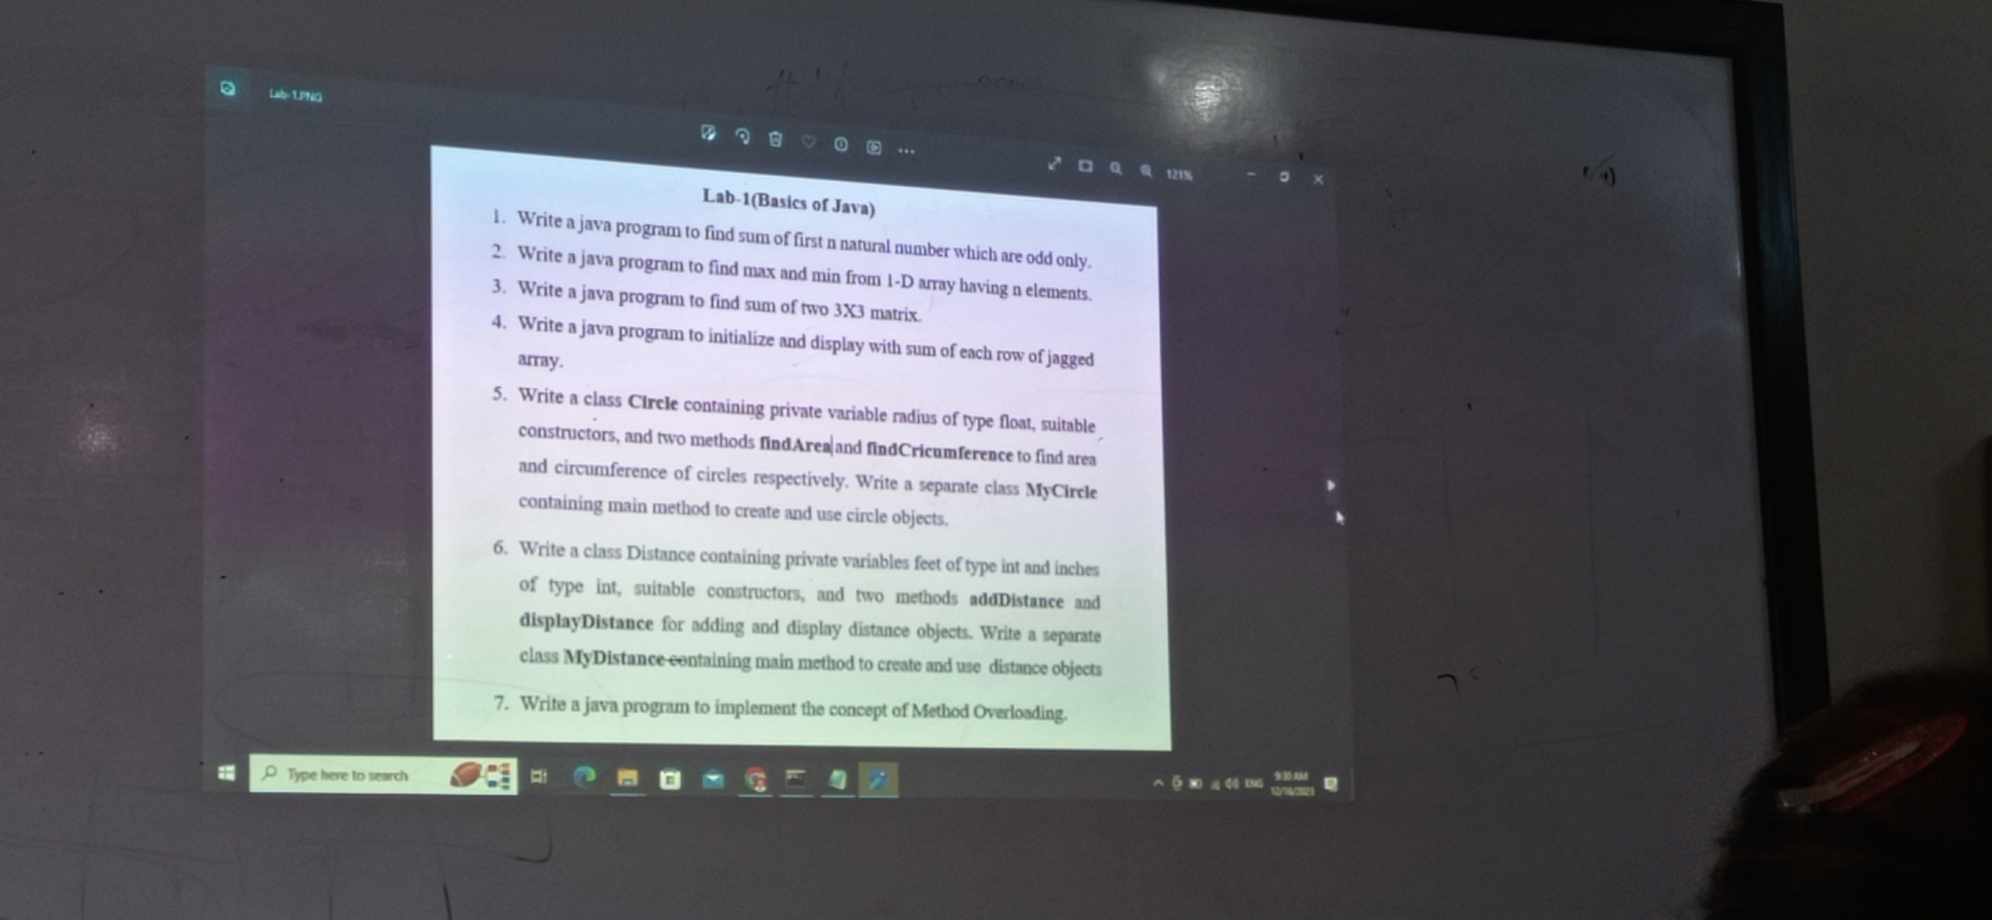 Lab-1.PNG
121%
Lab-1(Basics of Java)
1. Write a java program to find sum of first n natural number which are odd only.
2. Write a java program to find max and min from 1-D array having n elements.
3. Write a java program to find sum of two 3X3 matrix.
4. Write a java program to initialize and display with sum of each row of jagged
array.
5. Write a class Circle containing private variable radius of type float, suitable
constructors, and two methods findArea and findCricumference to find area
and circumference of circles respectively. Write a separate class MyCircle
containing main method to create and use circle objects.
6. Write a class Distance containing private variables feet of type int and inches
of type int, suitable constructors, and two methods addDistance and
displayDistance for adding and display distance objects. Write a separate
class MyDistance containing main method to create and use distance objects
7. Write a java program to implement the concept of Method Overloading.
Type here to search
ENG